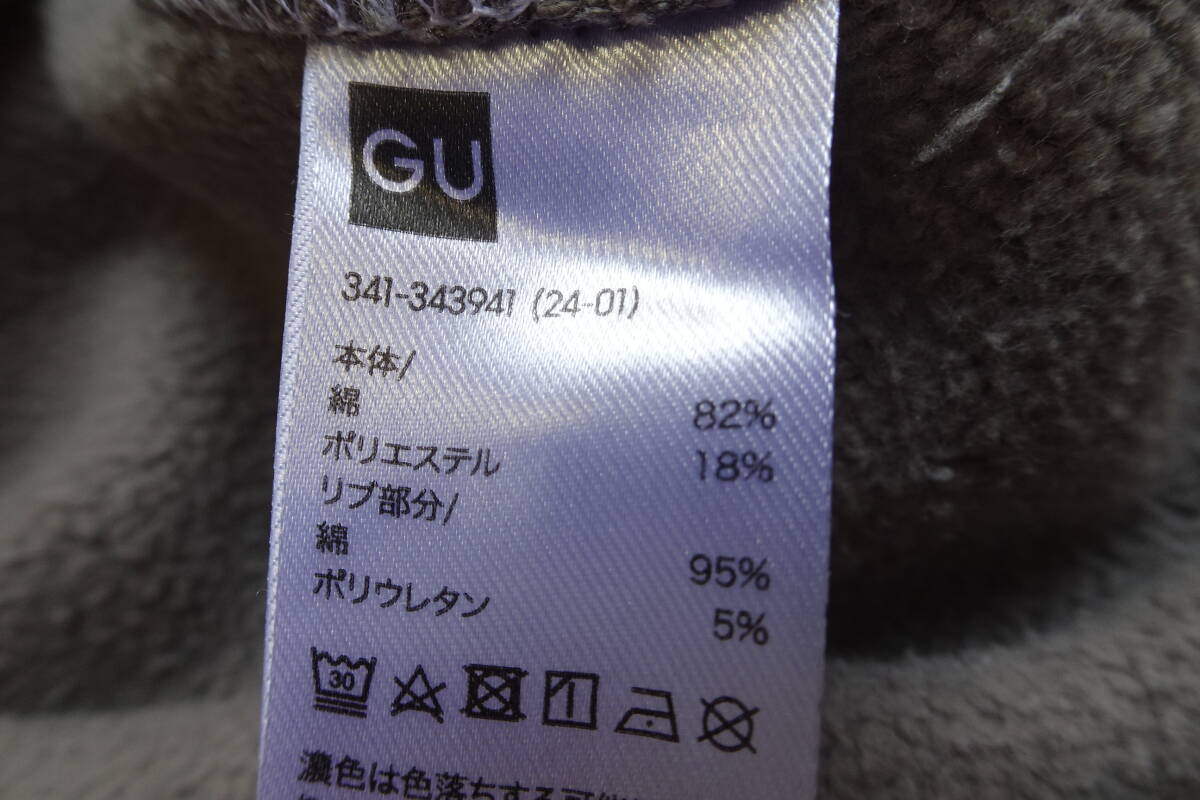 GU
341-343941 (24-01)
本体/
綿 82%
ポリエステル 18%
リブ部分/
綿 95%
ポリウレタン 5%
30
濃色は色落ちする可能